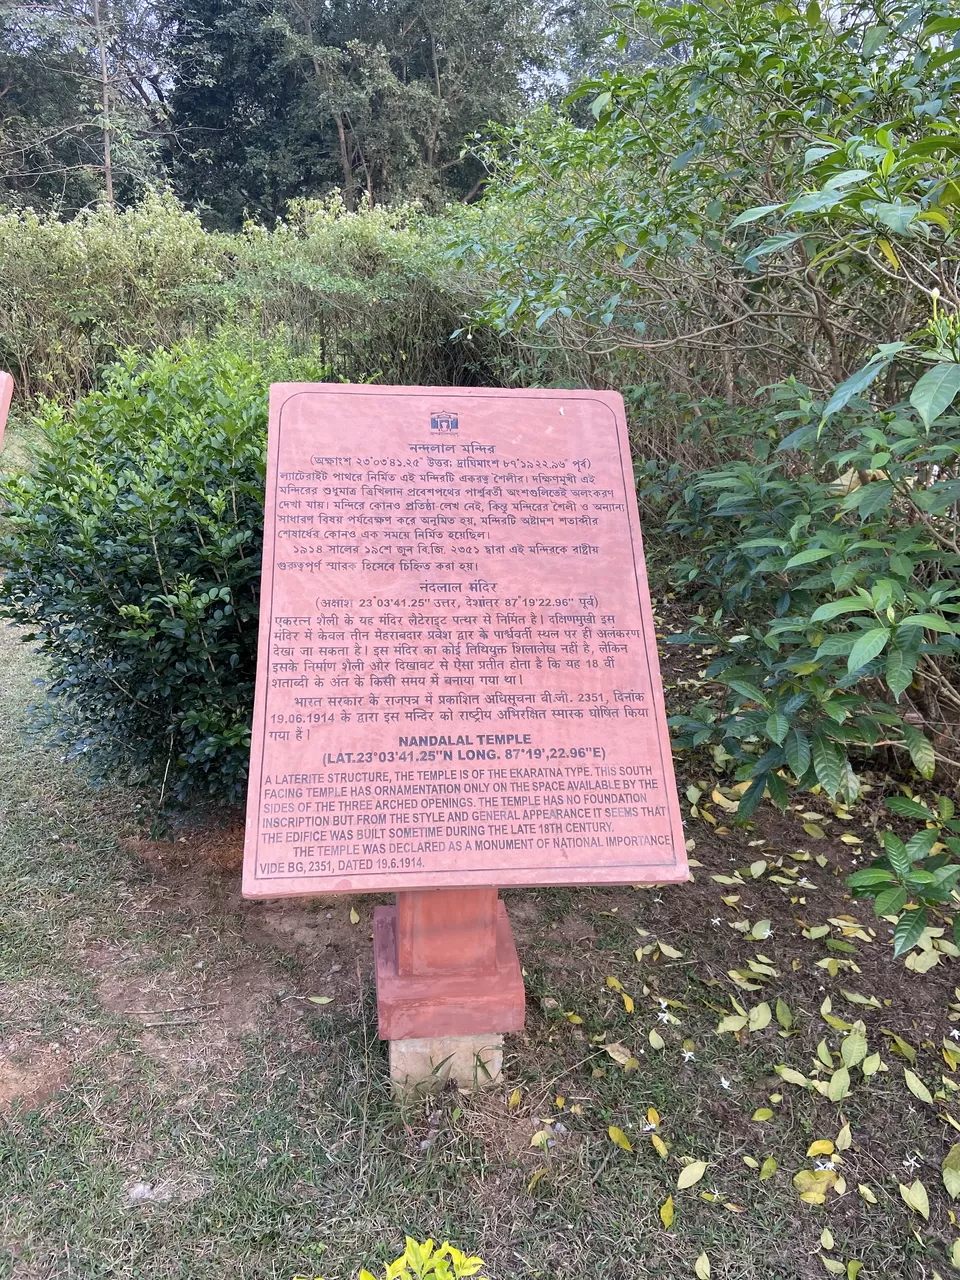 নন্দলাল মন্দির
(অক্ষাংশ ২৩°০৩'৪১.২৫" উত্তর; দ্রাঘিমাংশ ৮৭°১৯'২২.৯৬" পূর্ব)
ল্যাটেরাইট পাথরে নির্মিত এই মন্দিরটি একরত্ন শৈলীর। দক্ষিণমুখী এই
মন্দিরের শুধুমাত্র ত্রিখিলান প্রবেশপথের পার্শ্ববর্তী অংশগুলিতেই অলংকরণ
দেখা যায়। মন্দিরে কোনও প্রতিষ্ঠা লেখ নেই, কিন্তু মন্দিরের শৈলী ও অন্যান্য
সাধারণ বিষয় পর্যবেক্ষণ করে অনুমিত হয়, মন্দিরটি অষ্টাদশ শতাব্দীর
শেষার্ধের কোনও এক সময়ে নির্মিত হয়েছিল।
১৯১৪ সালের ১৯শে জুন বি.জি. ২৩৫১ দ্বারা এই মন্দিরকে রাষ্ট্রীয়
গুরুত্বপূর্ণ স্মারক হিসেবে চিহ্নিত করা হয়।
नंदलाल मंदिर
(अक्षांश 23°03'41.25" उत्तर, देशांतर 87°19'22.96" पूर्व)
एकरत्न शैली के यह मंदिर लैटेराइट पत्थर से निर्मित है। दक्षिणमुखी इस
मंदिर में केवल तीन मेहराबदार प्रवेश द्वार के पार्श्ववर्ती स्थल पर ही अलंकरण
देखा जा सकता है। इस मंदिर का कोई तिथियुक्त शिलालेख नहीं है, लेकिन
इसके निर्माण शैली और दिखावट से ऐसा प्रतीत होता है कि यह 18 वीं
शताब्दी के अंत के किसी समय में बनाया गया था।
भारत सरकार के राजपत्र में प्रकाशित अधिसूचना बी.जी. 2351, दिनांक
19.06.1914 के द्वारा इस मन्दिर को राष्ट्रीय अभिरक्षित स्मारक घोषित किया
गया है।
NANDALAL TEMPLE
(LAT.23°03'41.25"N LONG. 87°19',22.96"E)
A LATERITE STRUCTURE, THE TEMPLE IS OF THE EKARATNA TYPE. THIS SOUTH
FACING TEMPLE HAS ORNAMENTATION ONLY ON THE SPACE AVAILABLE BY THE
SIDES OF THE THREE ARCHED OPENINGS. THE TEMPLE HAS NO FOUNDATION
INSCRIPTION BUT FROM THE STYLE AND GENERAL APPEARANCE IT SEEMS THAT
THE EDIFICE WAS BUILT SOMETIME DURING THE LATE 18TH CENTURY.
THE TEMPLE WAS DECLARED AS A MONUMENT OF NATIONAL IMPORTANCE
VIDE BG, 2351, DATED 19.6.1914.